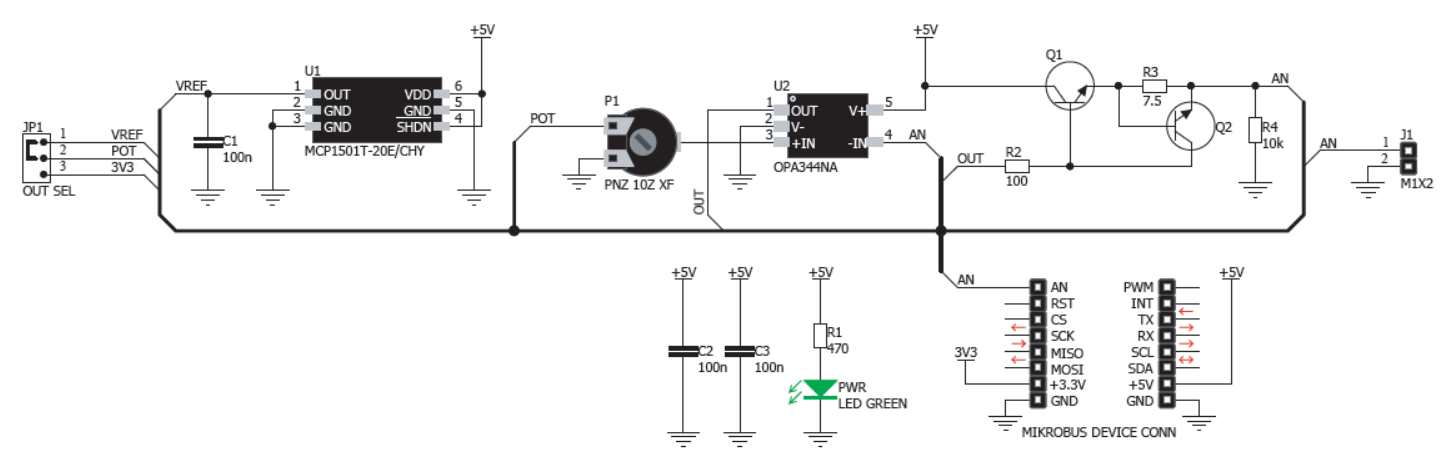 JP1
1
VREF
2
POT
3
3V3
OUT SEL
VREF
C1
100n
U1
1
OUT
VDD
6
2
GND
GND
5
3
GND
SHDN
4
MCP1501T-20E/CHY
+5V
POT
P1
PNZ 10Z XF
OUT
U2
1
OUT
V+
5
2
V-
3
+IN
-IN
4
OPA344NA
AN
+5V
OUT
R2
100
Q1
R3
7.5
Q2
R4
10k
AN
AN
J1
1
2
M1X2
+5V
C2
100n
+5V
C3
100n
+5V
R1
470
PWR
LED GREEN
AN
3V3
AN
RST
CS
SCK
MISO
MOSI
+3.3V
GND
PWM
INT
TX
RX
SCL
SDA
+5V
GND
+5V
MIKROBUS DEVICE CONN